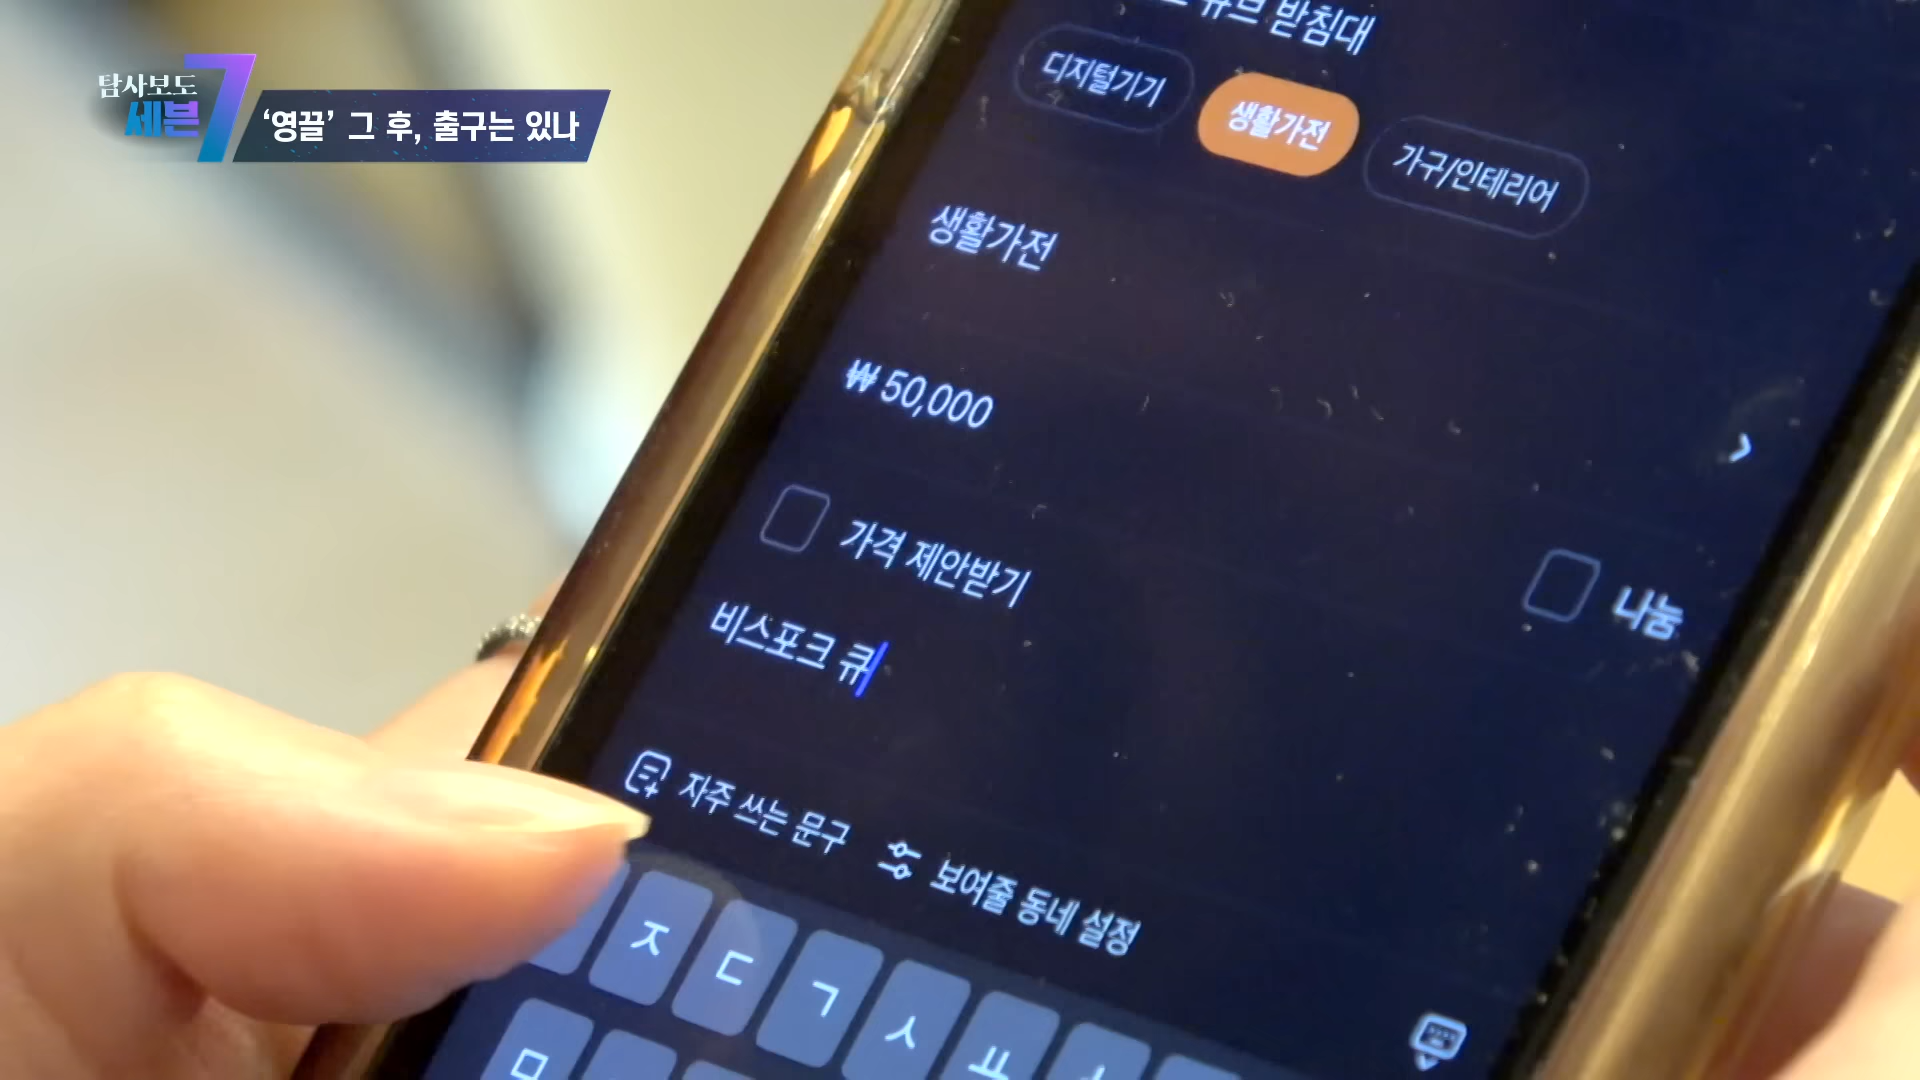 탐사보도
세븐
7
‘영끌’ 그 후, 출구는 있나
큐브 받침대
디지털기기
생활가전
가구/인테리어
생활가전
₩ 50,000
가격 제안받기
나눔
비스포크 큐
자주 쓰는 문구
보여줄 동네 설정
ㅈ ㄷ ㄱ ㅅ ㅛ
ㅁ